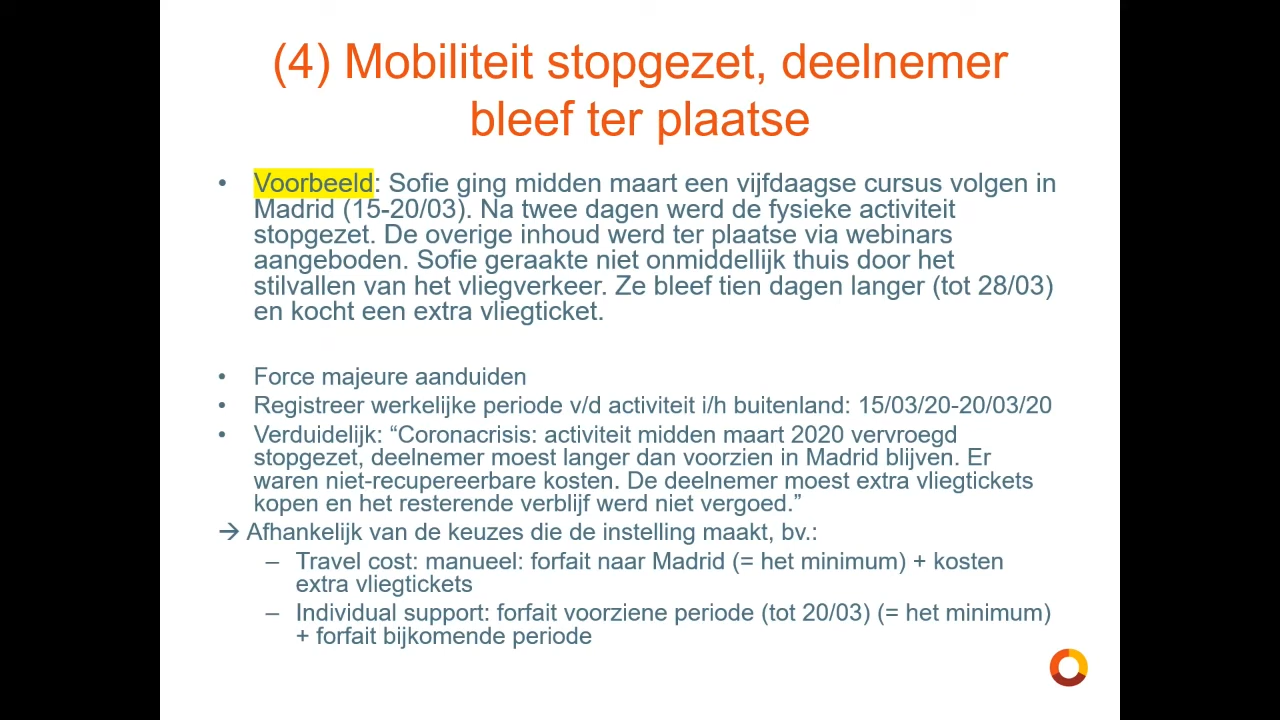 (4) Mobiliteit stopgezet, deelnemer
bleef ter plaatse
• Voorbeeld: Sofie ging midden maart een vijfdaagse cursus volgen in
Madrid (15-20/03). Na twee dagen werd de fysieke activiteit
stopgezet. De overige inhoud werd ter plaatse via webinars
aangeboden. Sofie geraakte niet onmiddellijk thuis door het
stilvallen van het vliegverkeer. Ze bleef tien dagen langer (tot 28/03)
en kocht een extra vliegticket.
• Force majeure aanduiden
• Registreer werkelijke periode v/d activiteit i/h buitenland: 15/03/20-20/03/20
• Verduidelijk: “Coronacrisis: activiteit midden maart 2020 vervroegd
stopgezet, deelnemer moest langer dan voorzien in Madrid blijven. Er
waren niet-recupereerbare kosten. De deelnemer moest extra vliegtickets
kopen en het resterende verblijf werd niet vergoed.”
→ Afhankelijk van de keuzes die de instelling maakt, bv.:
– Travel cost: manueel: forfait naar Madrid (= het minimum) + kosten
extra vliegtickets
– Individual support: forfait voorziene periode (tot 20/03) (= het minimum)
+ forfait bijkomende periode